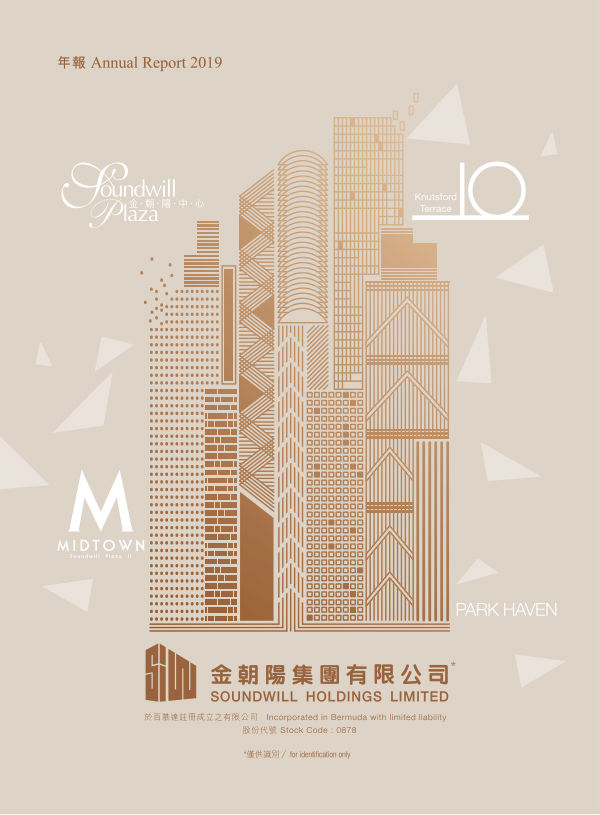 年報 Annual Report 2019
Soundwill
Plaza
金·朝·陽·中·心
Knutsford
Terrace
10
M
MIDTOWN
Soundwill Plaza II
PARK HAVEN
金朝陽集團有限公司*
SOUNDWILL HOLDINGS LIMITED
於百慕達註冊成立之有限公司 Incorporated in Bermuda with limited liability
股份代號 Stock Code : 0878
*僅供識別 / for identification only